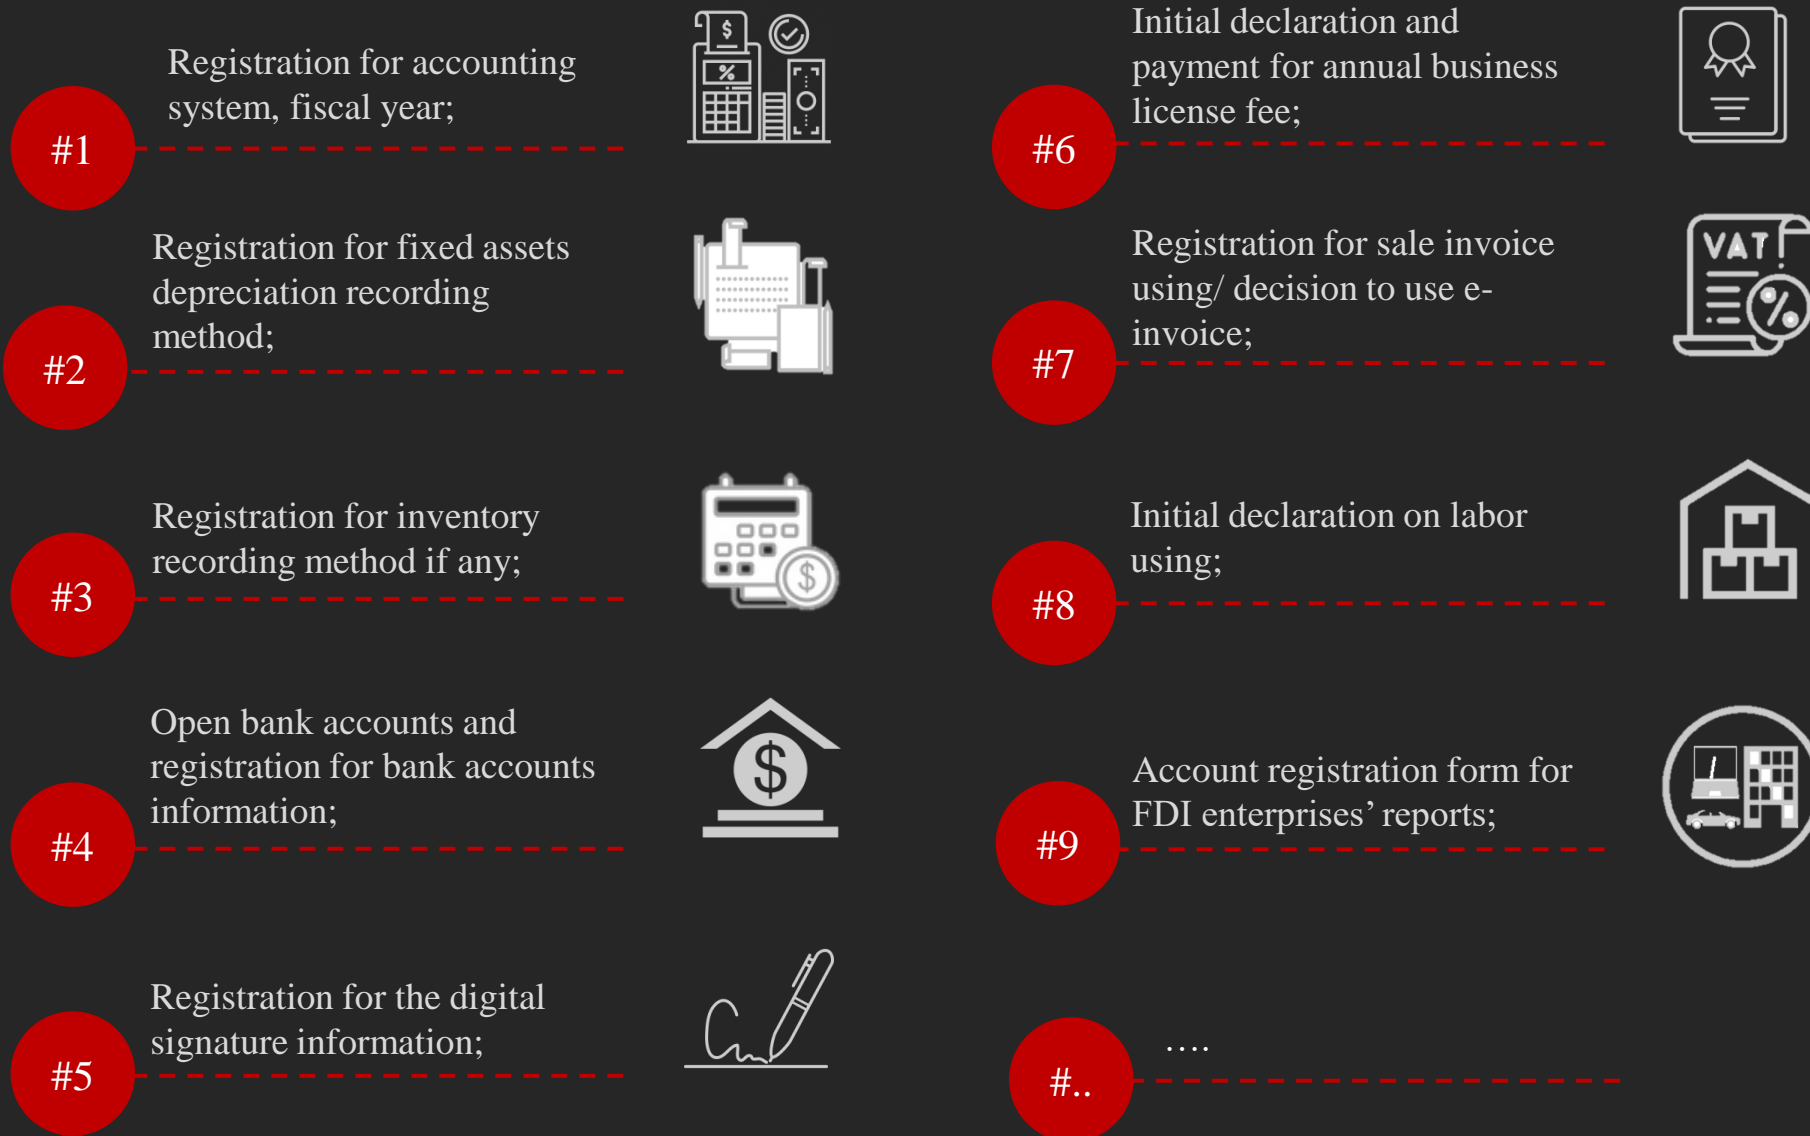 Registration for accounting
system, fiscal year;
#1
Registration for fixed assets
depreciation recording
method;
#2
Registration for inventory
recording method if any;
#3
Open bank accounts and
registration for bank accounts
information;
#4
Registration for the digital
signature information;
#5
Initial declaration and
payment for annual business
license fee;
#6
Registration for sale invoice
using/ decision to use e-
invoice;
#7
VAT
Initial declaration on labor
using;
#8
Account registration form for
FDI enterprises’ reports;
#9
….
#..
$
%
$
$
%